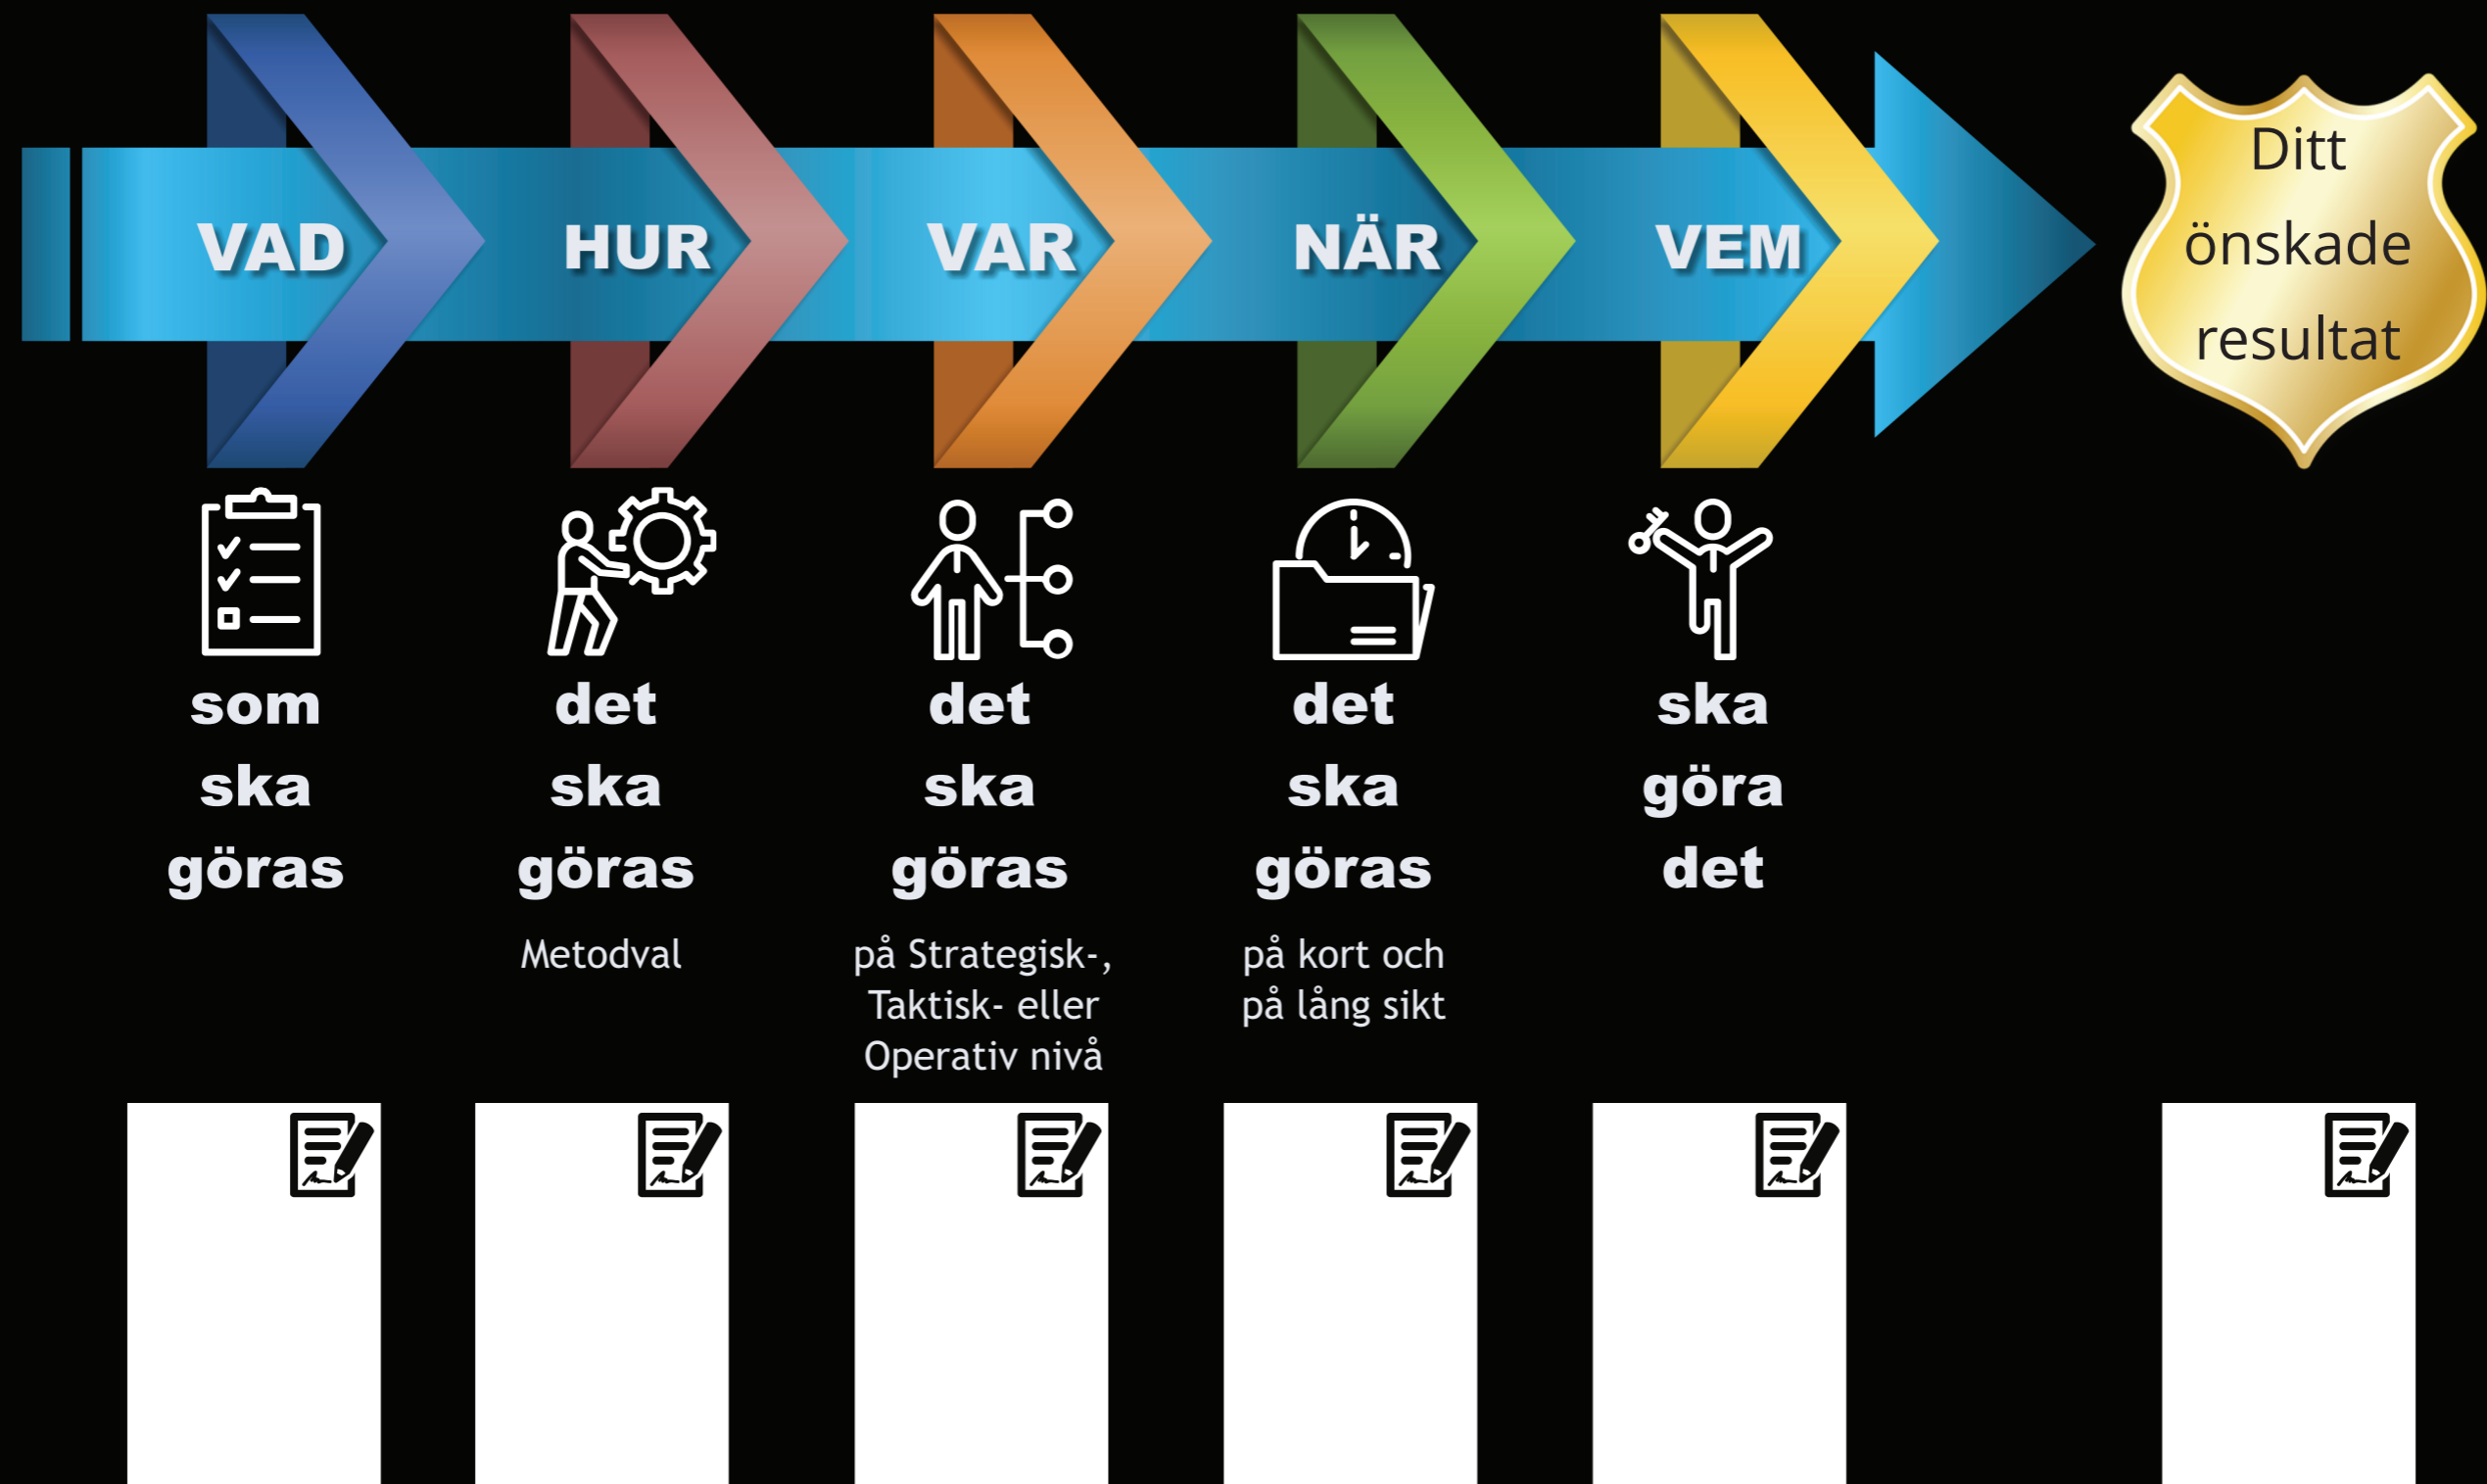 VAD
HUR
VAR
NÄR
VEM
Ditt
önskade
resultat
som
ska
göras
det
ska
göras
Metodval
det
ska
göras
på Strategisk-,
Taktisk- eller
Operativ nivå
det
ska
göras
på kort och
på lång sikt
ska
göra
det